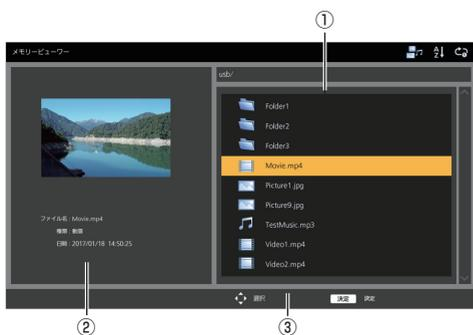 ①
メモリービューワー
usb/
Folder1
Folder2
Folder3
Movie.mp4
Picture1.jpg
Picture9.jpg
TestMusic.mp3
Video1.mp4
Video2.mp4
ファイル名 : Movie.mp4
種類 : 動画
日時 : 2017/01/18 14:50:25
選択 決定 決定
② ③